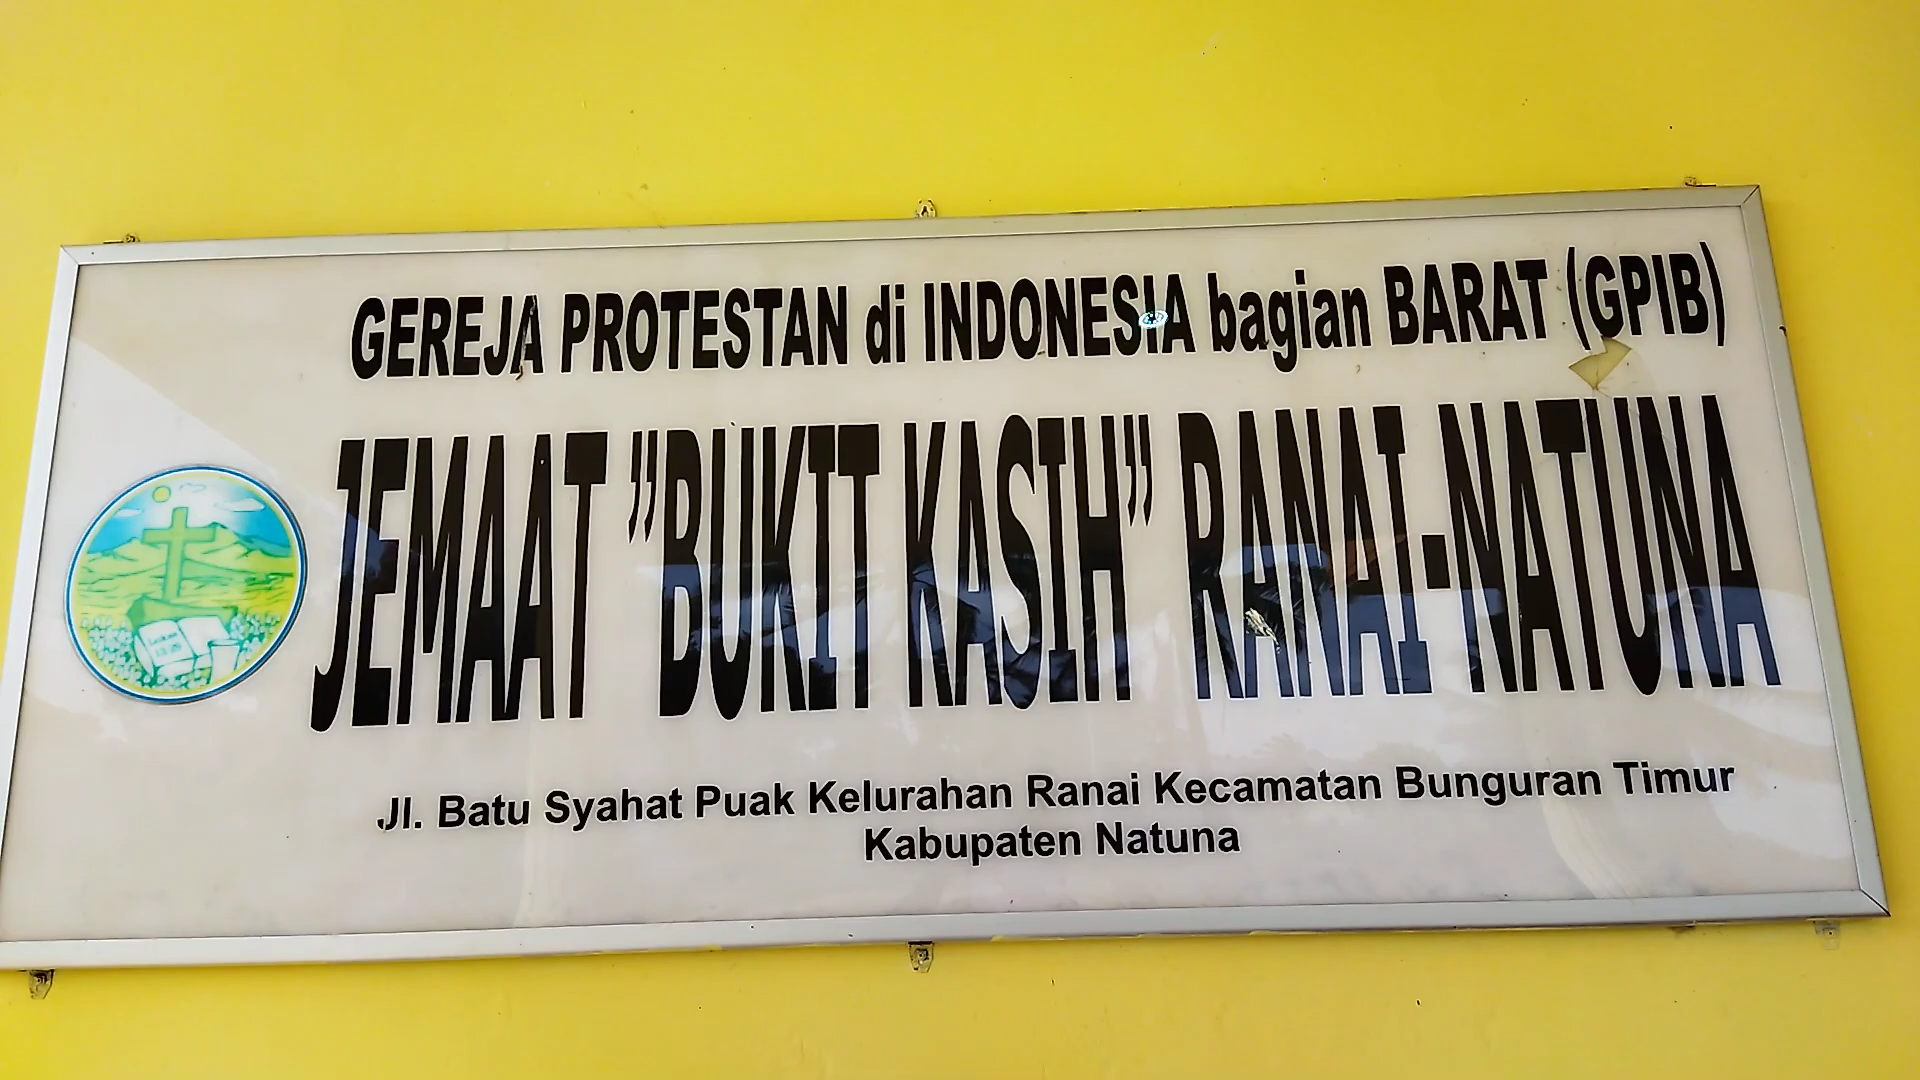 GEREJA PROTESTAN di INDONESIA bagian BARAT (GPIB)
JEMAAT "BUKIT KASIH" RANAI-NATUNA
Jl. Batu Syahat Puak Kelurahan Ranai Kecamatan Bunguran Timur
Kabupaten Natuna